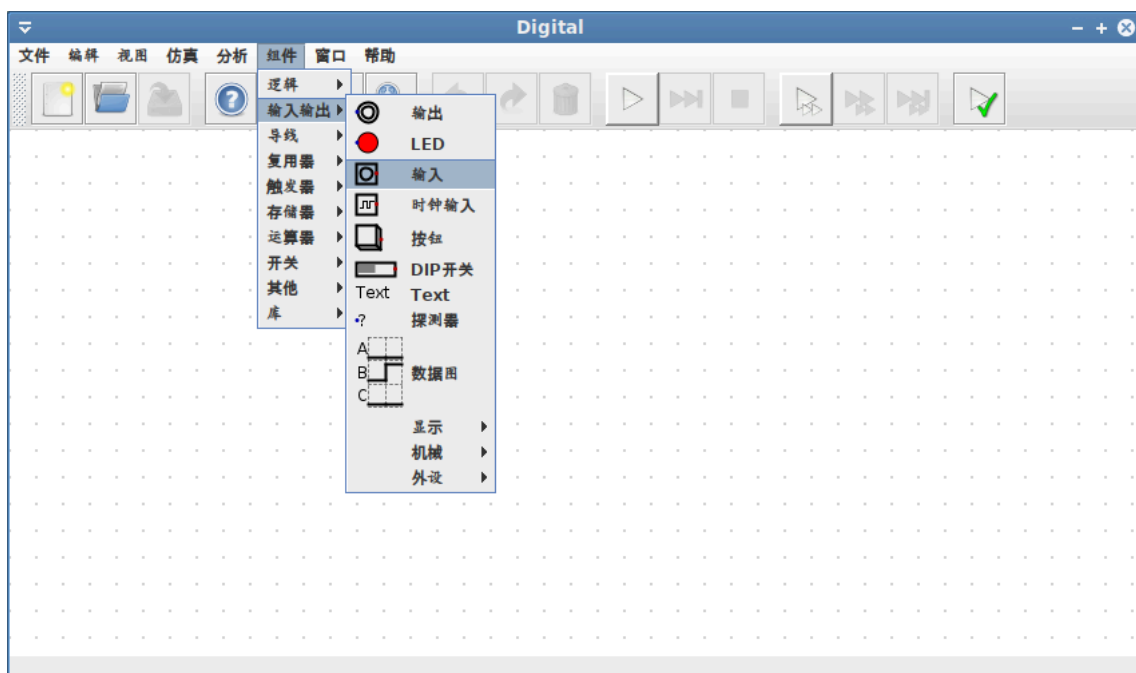 Digital
文件 编辑 视图 仿真 分析 组件 窗口 帮助
逻辑
输入输出
导线
复用器
触发器
存储器
运算器
开关
其他
库
输出
LED
输入
时钟输入
按钮
DIP开关
Text Text
?
探测器
A
B
C
数据图
显示
机械
外设